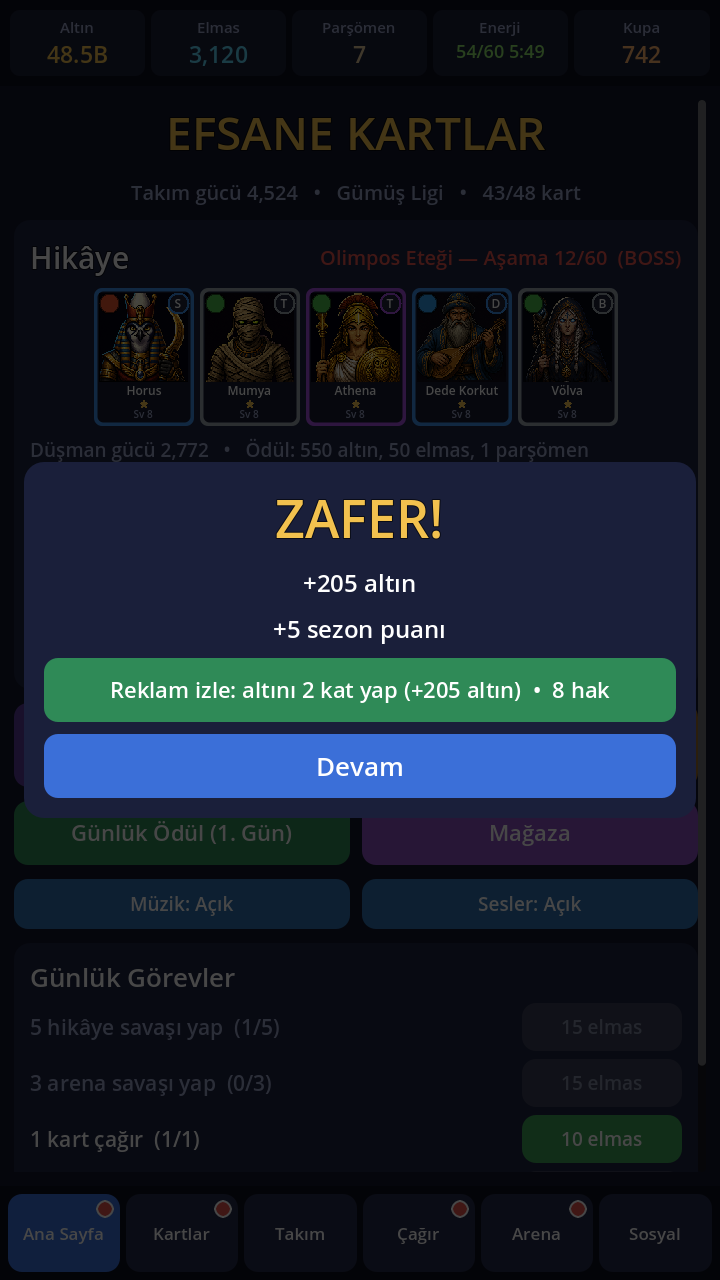 Altın Elmas Parşömen Enerji Kupa
48.5B 3,120 7 54/60 5:49 742
EFSANE KARTLAR
Takım gücü 4,524 • Gümüş Ligi • 43/48 kart
Hikâye Olimpos Eteği — Aşama 12/60 (BOSS)
S T T D B
Horus Mumya Athena Dede Korkut Völva
Sv 8 Sv 8 Sv 8 Sv 8 Sv 8
Düşman gücü 2,772 • Ödül: 550 altın, 50 elmas, 1 parşömen
ZAFER!
+205 altın
+5 sezon puanı
Reklam izle: altını 2 kat yap (+205 altın) • 8 hak
Devam
Günlük Ödül (1. Gün) Mağaza
Müzik: Açık Sesler: Açık
Günlük Görevler
5 hikâye savaşı yap (1/5) 15 elmas
3 arena savaşı yap (0/3) 15 elmas
1 kart çağır (1/1) 10 elmas
Ana Sayfa Kartlar Takım Çağır Arena Sosyal